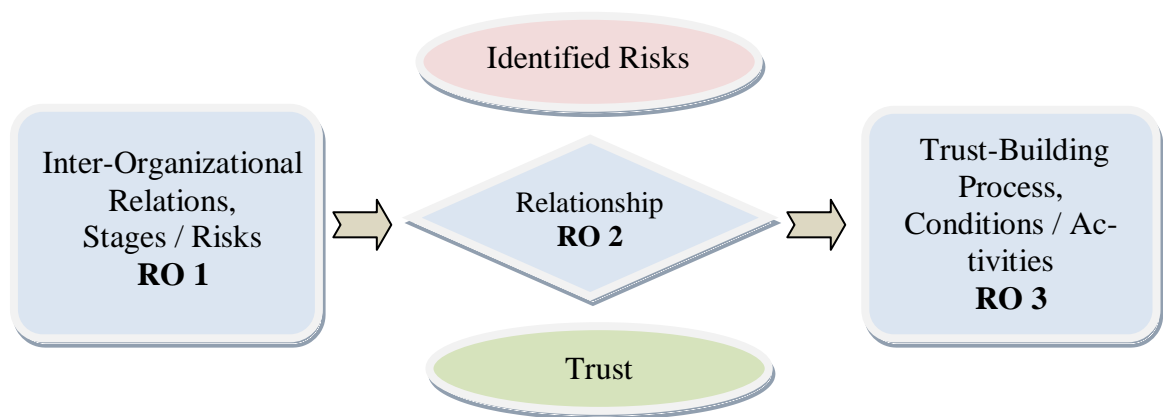 Identified Risks
Inter-Organizational
Relations,
Stages / Risks
RO 1
Relationship
RO 2
Trust-Building
Process,
Conditions / Ac-
tivities
RO 3
Trust